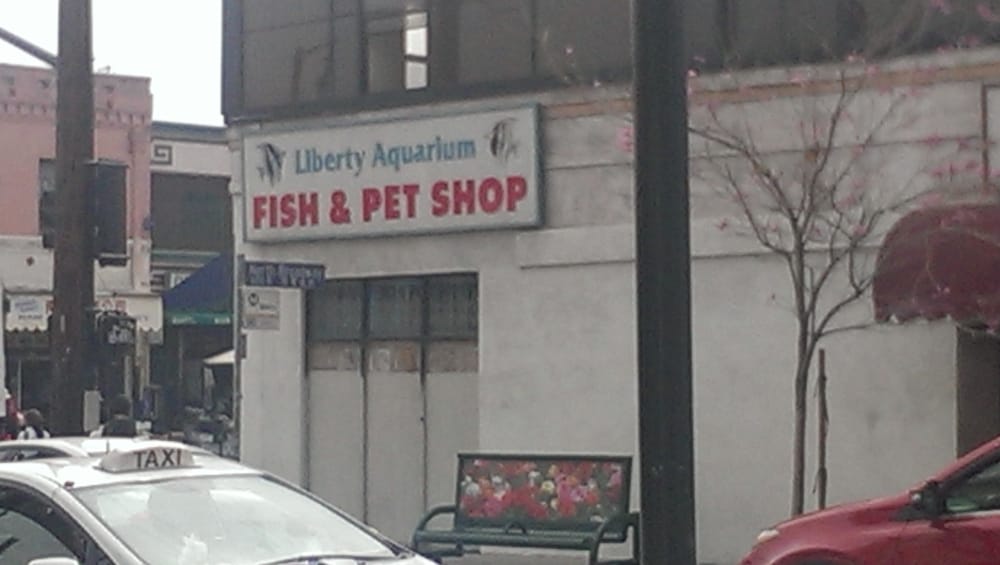 Liberty Aquarium
FISH & PET SHOP
TAXI